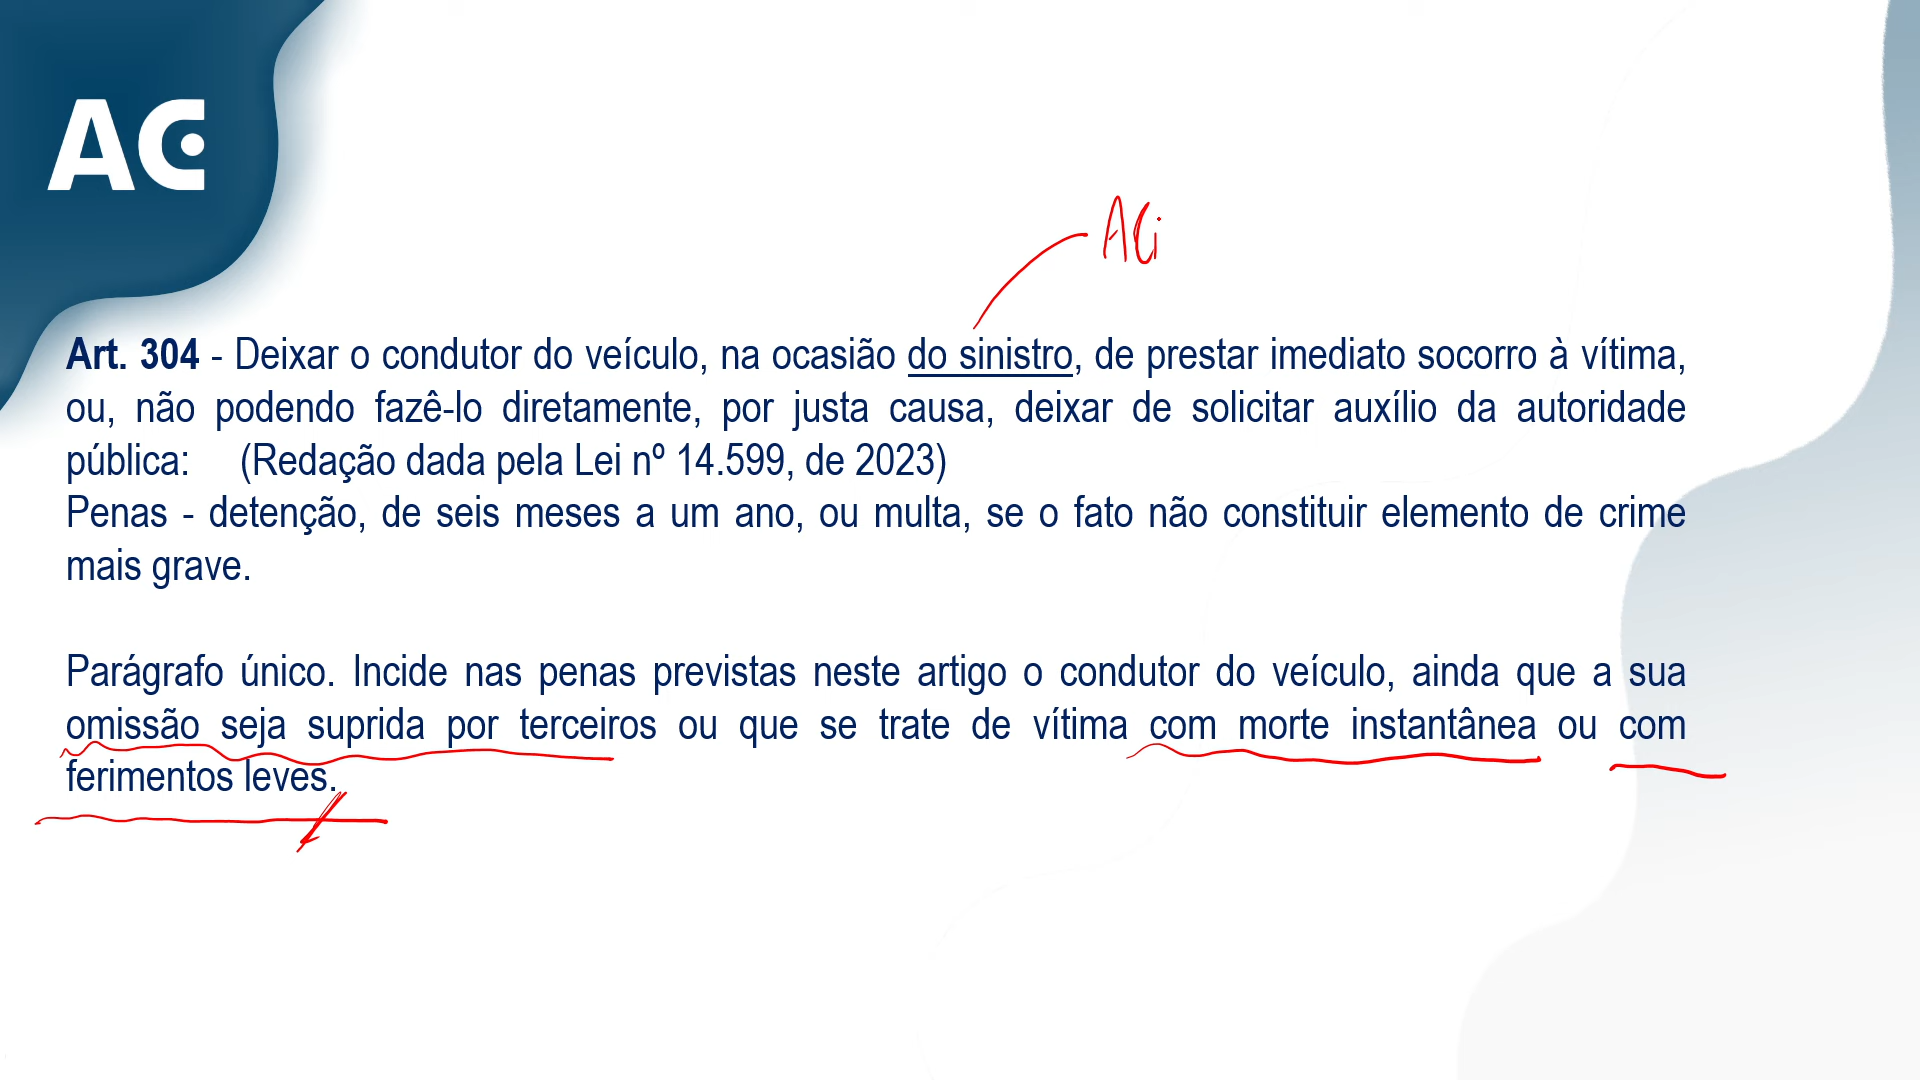 AC
ACi
Art. 304 - Deixar o condutor do veículo, na ocasião do sinistro, de prestar imediato socorro à vítima,
ou, não podendo fazê-lo diretamente, por justa causa, deixar de solicitar auxílio da autoridade
pública: (Redação dada pela Lei nº 14.599, de 2023)
Penas - detenção, de seis meses a um ano, ou multa, se o fato não constituir elemento de crime
mais grave.
Parágrafo único. Incide nas penas previstas neste artigo o condutor do veículo, ainda que a sua
omissão seja suprida por terceiros ou que se trate de vítima com morte instantânea ou com
ferimentos leves.